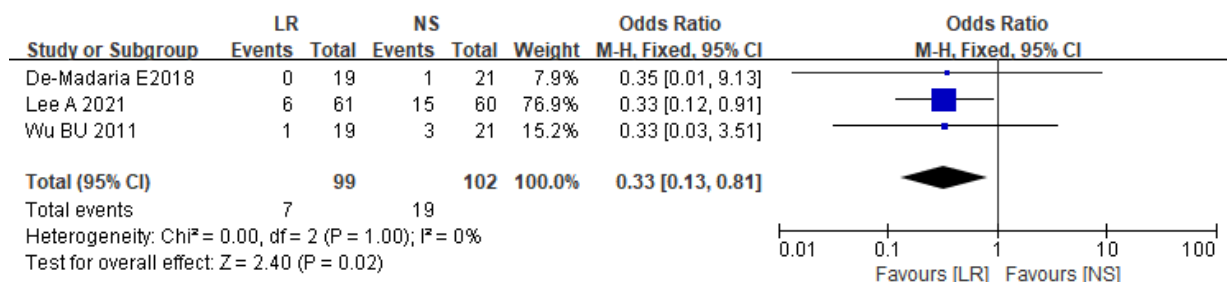 LR NS Odds Ratio Odds Ratio
Study or Subgroup Events Total Events Total Weight M-H, Fixed, 95% CI M-H, Fixed, 95% CI
De-Madaria E2018 0 19 1 21 7.9% 0.35 [0.01, 9.13]
Lee A 2021 6 61 15 60 76.9% 0.33 [0.12, 0.91]
Wu BU 2011 1 19 3 21 15.2% 0.33 [0.03, 3.51]
Total (95% CI) 99 102 100.0% 0.33 [0.13, 0.81]
Total events 7 19
Heterogeneity: Chi² = 0.00, df = 2 (P = 1.00); I² = 0%
Test for overall effect: Z = 2.40 (P = 0.02)
0.01 0.1 1 10 100
Favours [LR] Favours [NS]